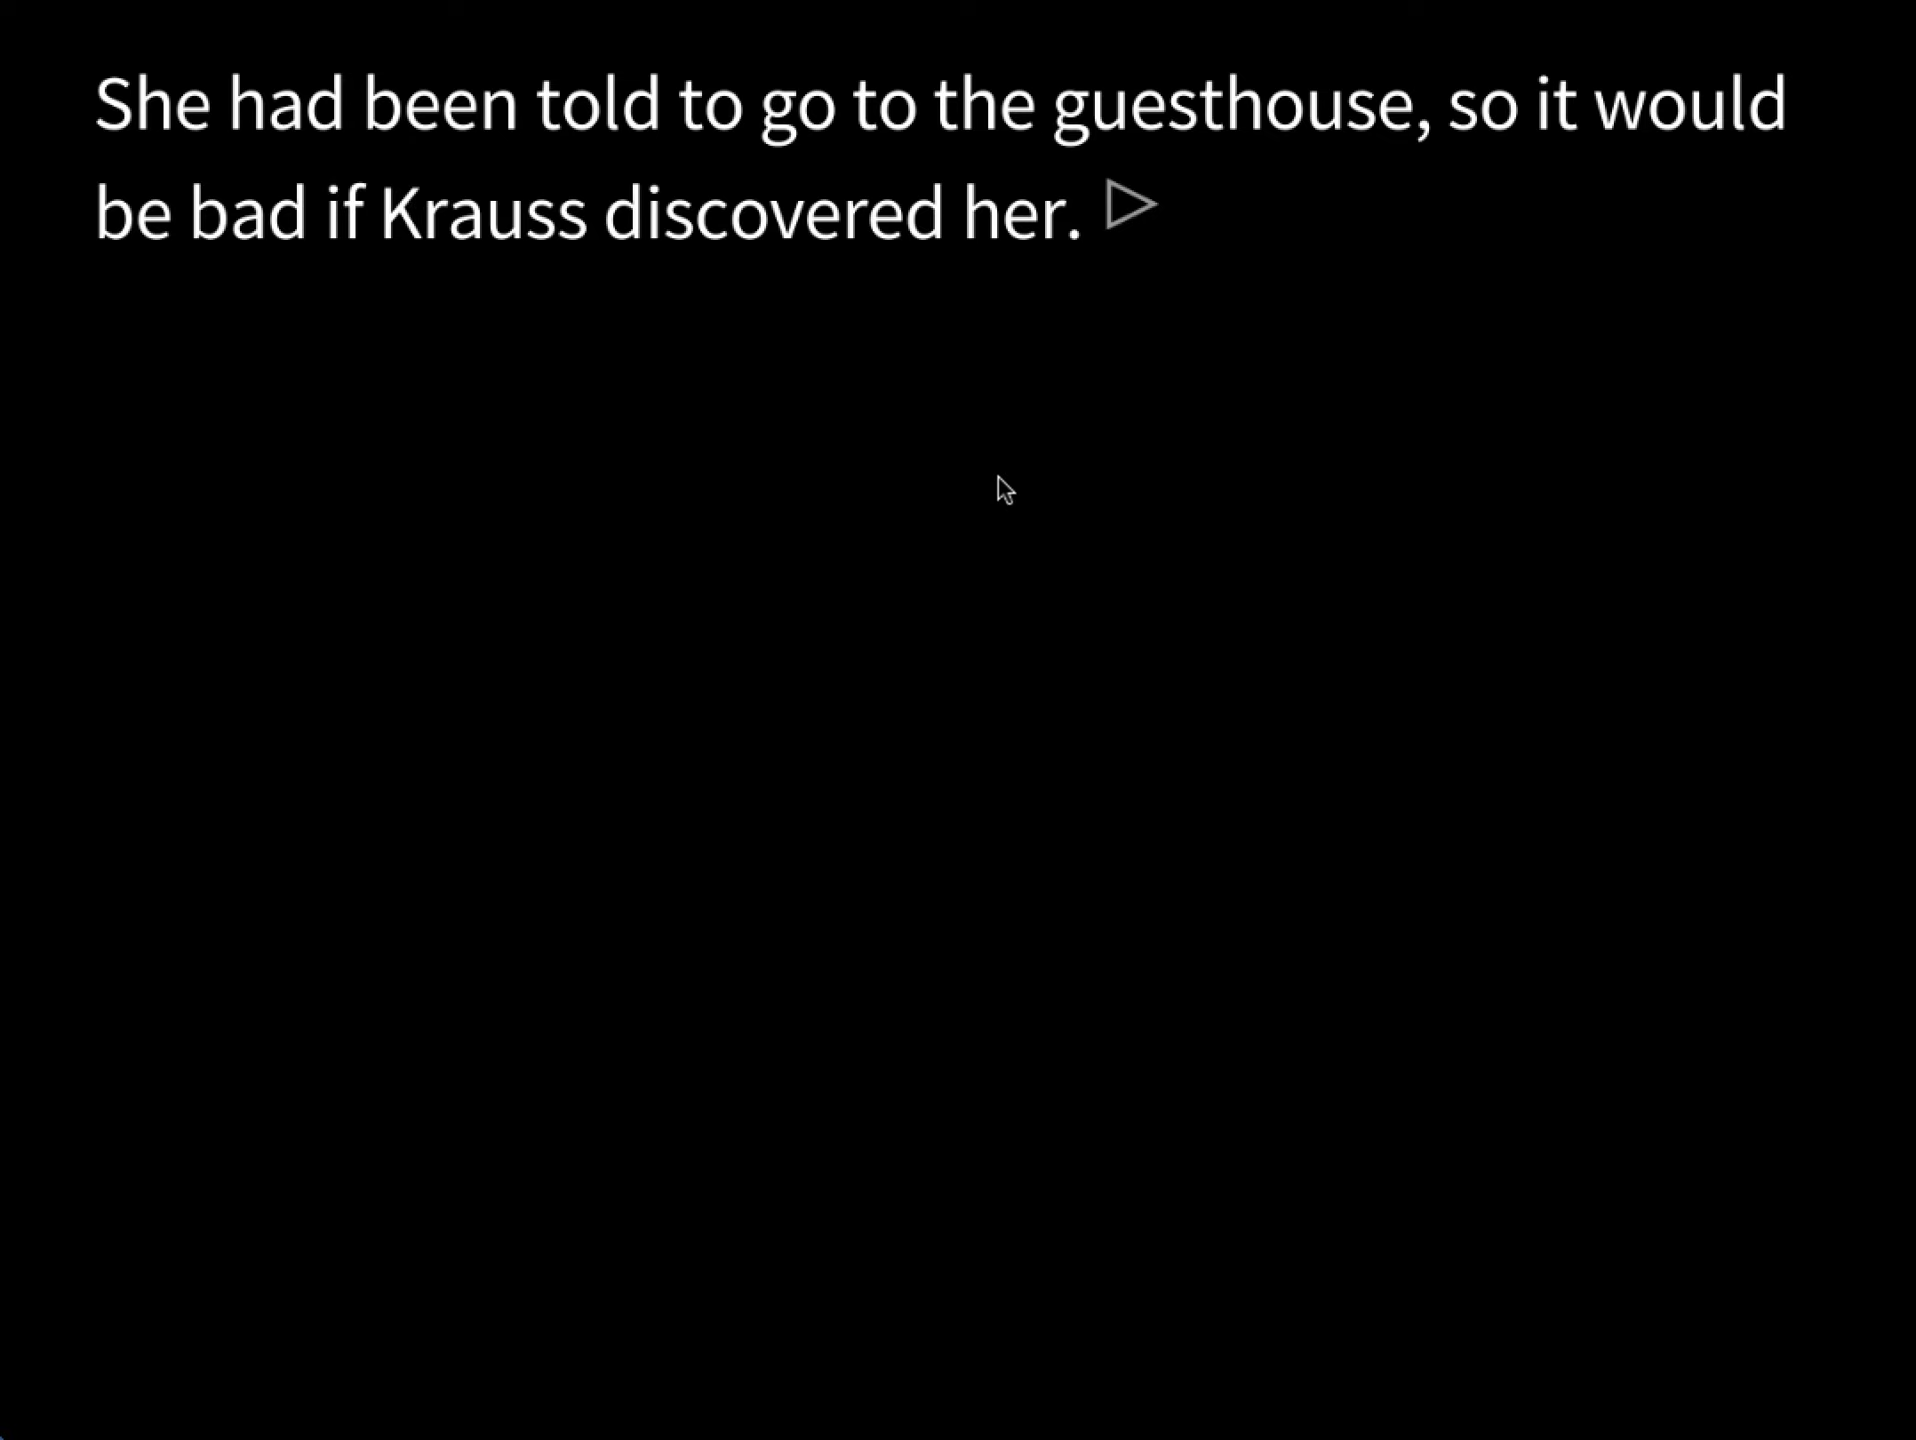 She had been told to go to the guesthouse, so it would
be bad if Krauss discovered her.